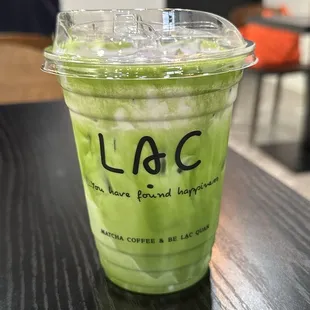 LAC
you have found happiness
MATCHA COFFEE & BE LAC QUAN